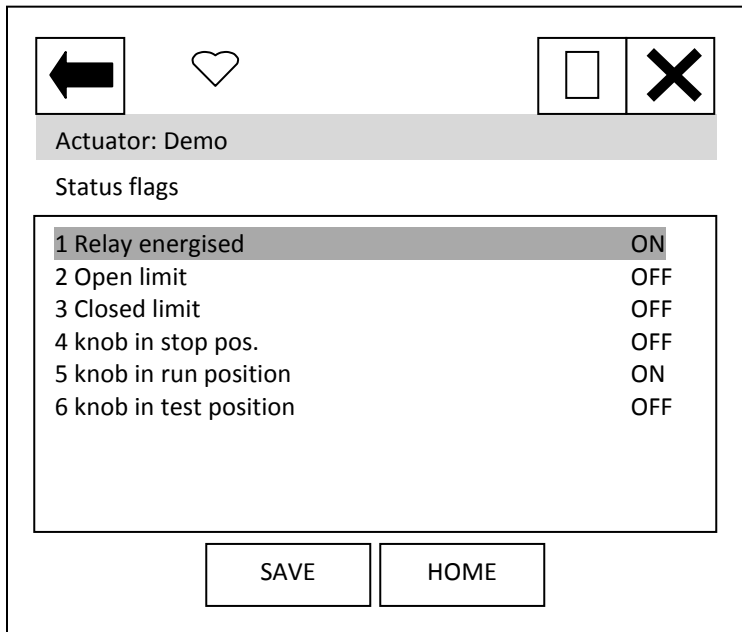 Actuator: Demo
Status flags
1 Relay energised ON
2 Open limit OFF
3 Closed limit OFF
4 knob in stop pos. OFF
5 knob in run position ON
6 knob in test position OFF
SAVE HOME